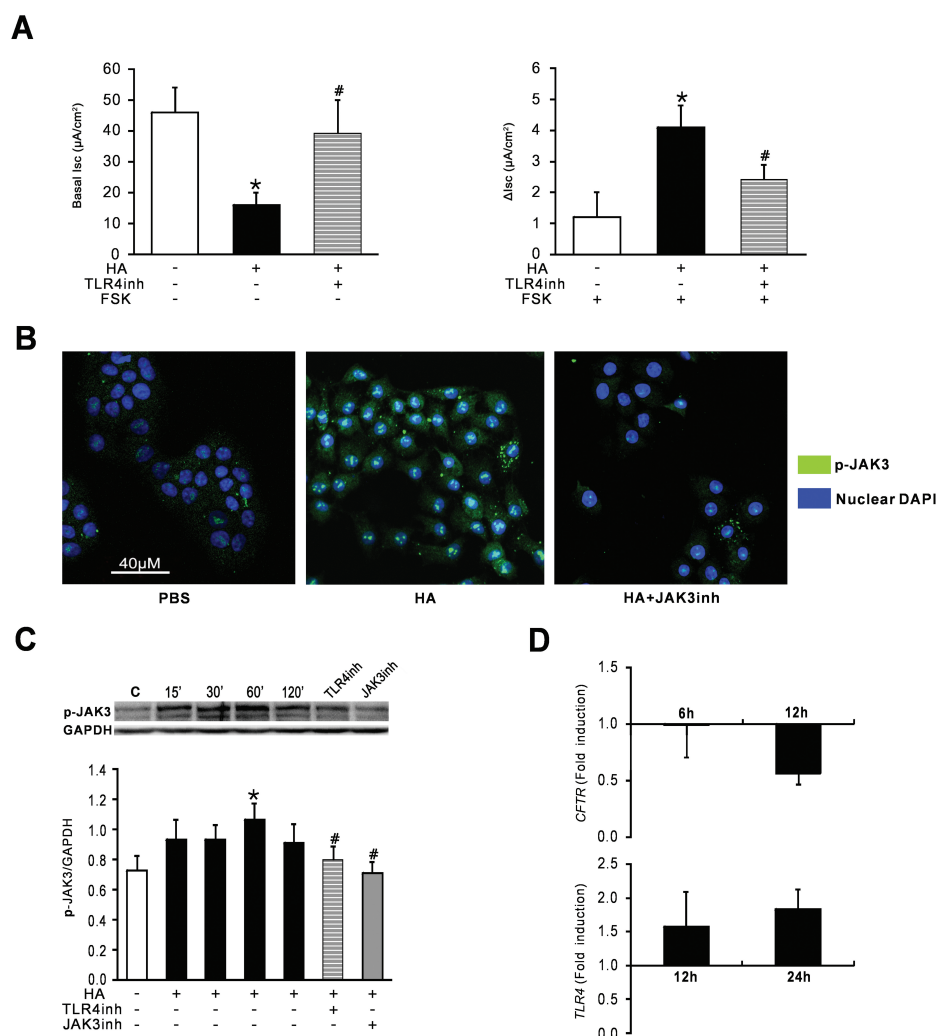 A
Basal Isc (µA/cm²)
60
50
40
30
20
10
0
*
#
HA - + +
TLR4inh - - +
FSK - - -
ΔIsc (µA/cm²)
6
5
4
3
2
1
0
*
#
HA - + +
TLR4inh - - +
FSK + + +
B
40µM
PBS
HA
HA+JAK3inh
p-JAK3
Nuclear DAPI
C
C 15' 30' 60' 120' TLR4inh JAK3inh
p-JAK3
GAPDH
p-JAK3/GAPDH
1.4
1.2
1.0
0.8
0.6
0.4
0.2
0.0
*
#
#
HA - + + + + + +
TLR4inh - - - - - + -
JAK3inh - - - - - - +
D
CFTR (Fold induction)
1.5
1.0
0.5
0.0
6h 12h
TLR4 (Fold induction)
2.5
2.0
1.5
1.0
0.5
0.0
12h 24h